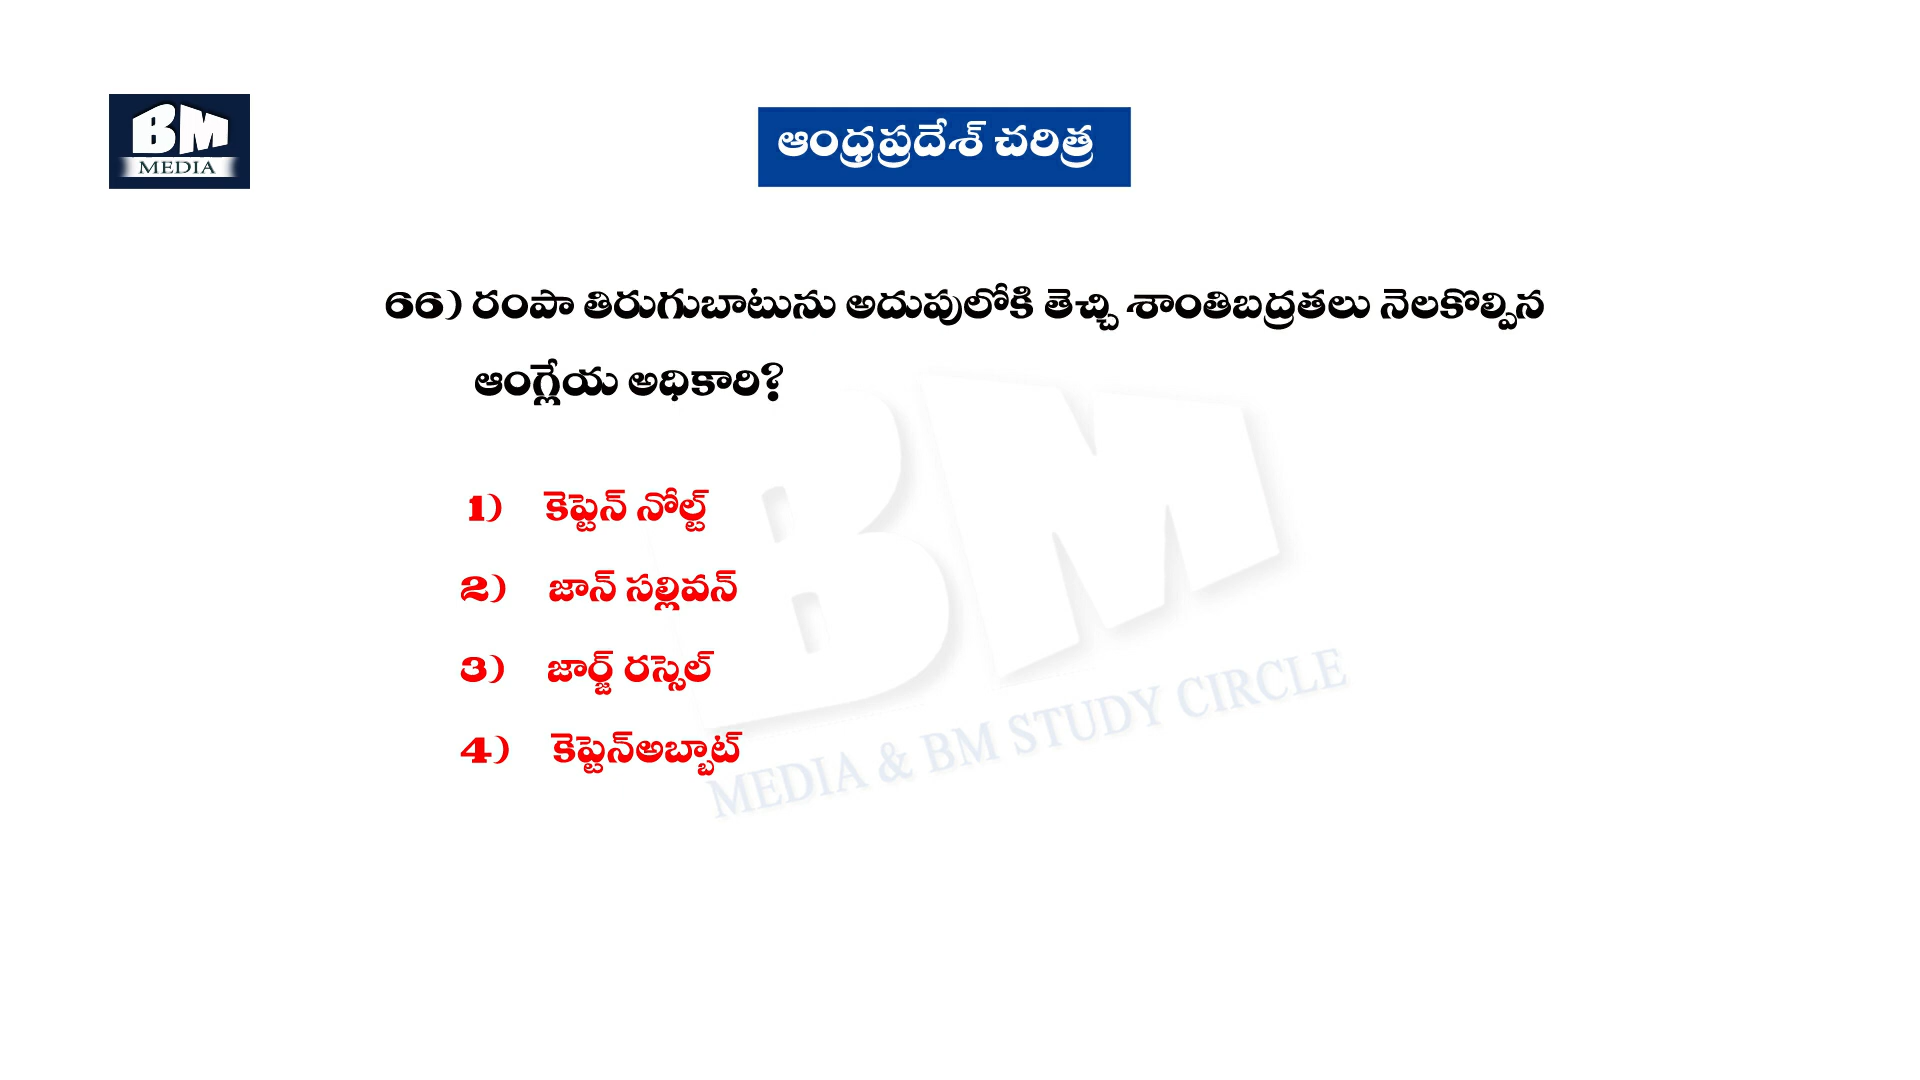 BM
MEDIA
ఆంధ్రప్రదేశ్ చరిత్ర
66) రంపా తిరుగుబాటును అదుపులోకి తెచ్చి శాంతిబద్రతలు నెలకొల్పిన
ఆంగ్లేయ అధికారి?
1) కెప్టెన్ నోల్ట్
2) జాన్ సల్లివన్
3) జార్జ్ రస్సెల్
4) కెప్టెన్అబ్బాట్
BM
MEDIA & BM STUDY CIRCLE